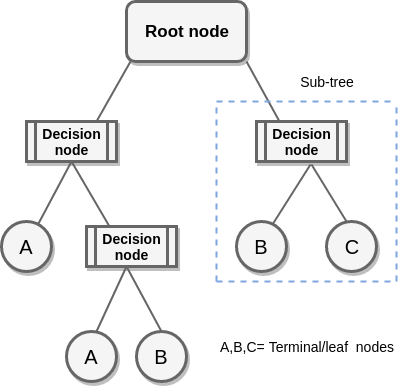 Root node
Sub-tree
Decision
node
Decision
node
A
B
C
Decision
node
A
B
A,B,C= Terminal/leaf  nodes